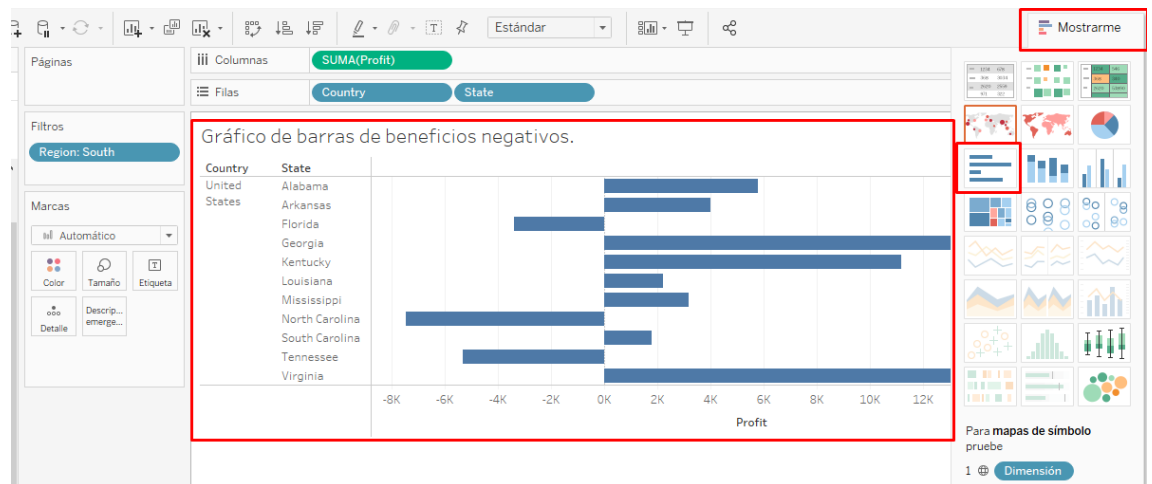 Estándar
Mostrarme
Páginas
Columnas
SUMA(Profit)
Filas
Country
State
Filtros
Region: South
Marcas
Automático
Color
Tamaño
Etiqueta
Detalle
Descrip...
emerge...
Gráfico de barras de beneficios negativos.
Country State
United States
Alabama
Arkansas
Florida
Georgia
Kentucky
Louisiana
Mississippi
North Carolina
South Carolina
Tennessee
Virginia
-8K -6K -4K -2K 0K 2K 4K 6K 8K 10K 12K
Profit
Para mapas de símbolo
pruebe
1 Dimensión